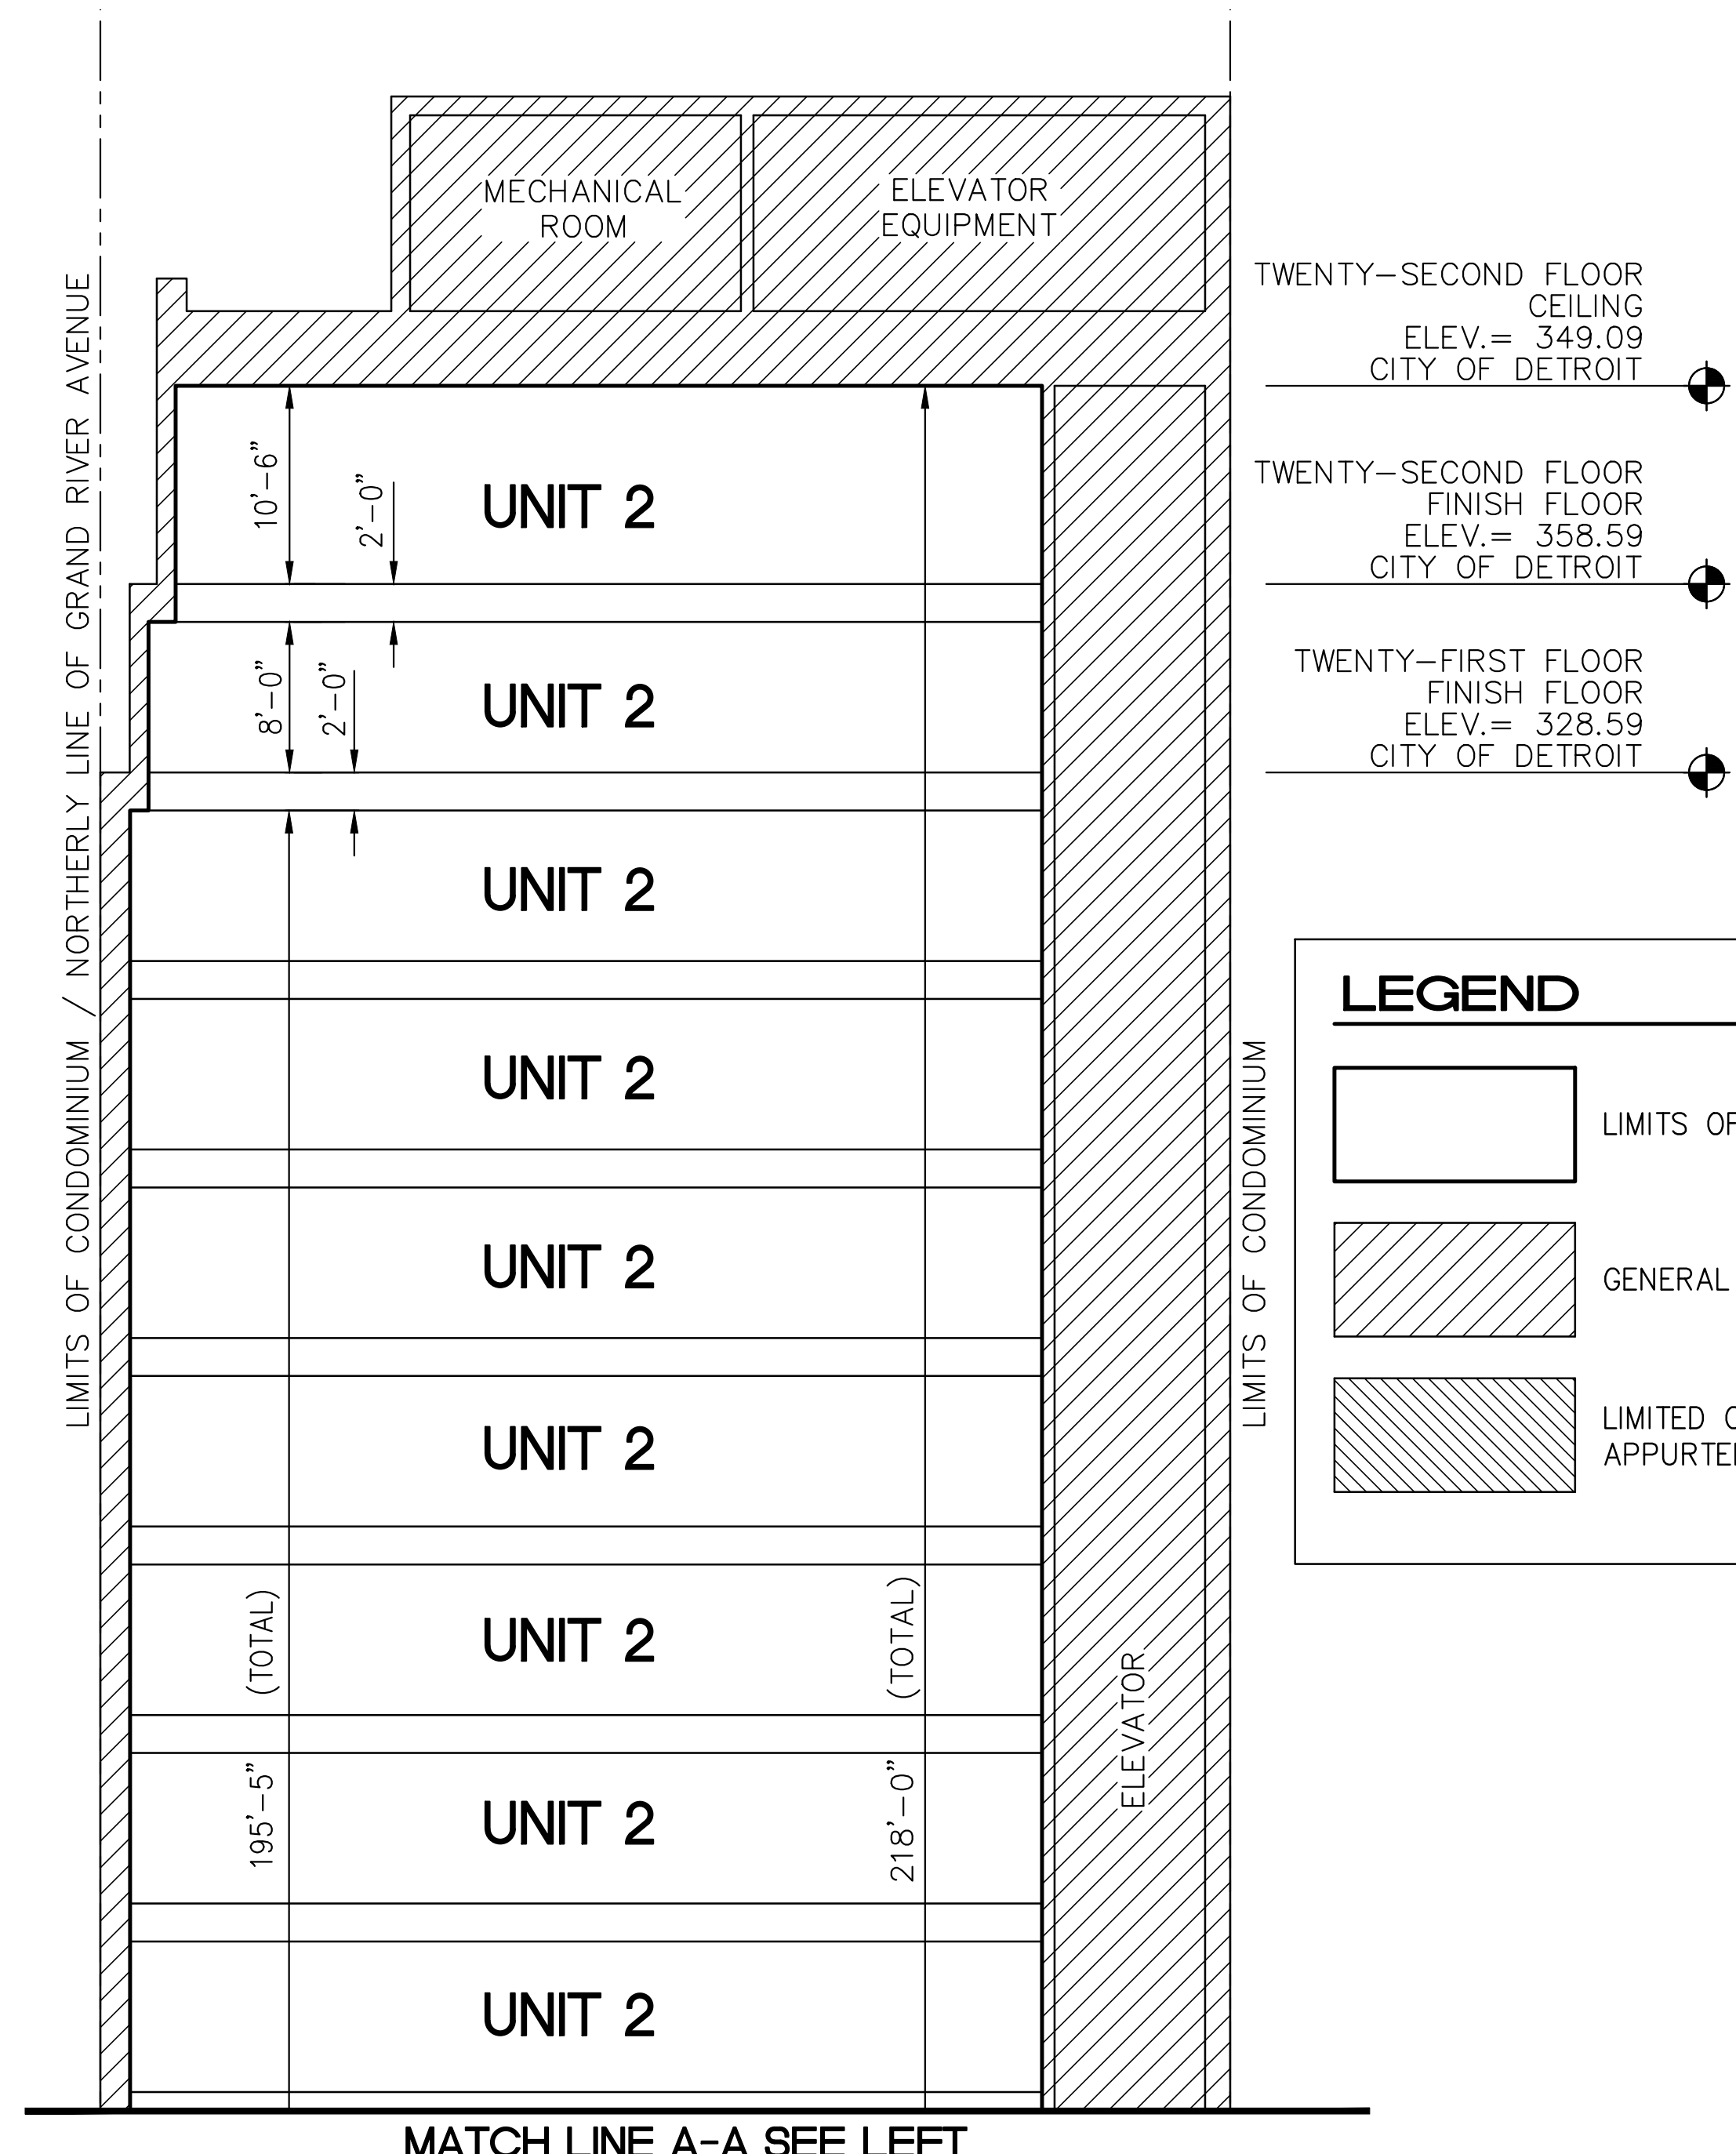 MECHANICAL
ROOM
ELEVATOR
EQUIPMENT
TWENTY-SECOND FLOOR
CEILING
ELEV.= 349.09
CITY OF DETROIT
TWENTY-SECOND FLOOR
FINISH FLOOR
ELEV.= 358.59
CITY OF DETROIT
TWENTY-FIRST FLOOR
FINISH FLOOR
ELEV.= 328.59
CITY OF DETROIT
LIMITS OF CONDOMINIUM / NORTHERLY LINE OF GRAND RIVER AVENUE
10'-6"
2'-0"
UNIT 2
8'-0"
2'-0"
UNIT 2
UNIT 2
UNIT 2
UNIT 2
UNIT 2
UNIT 2
UNIT 2
UNIT 2
195'-5" (TOTAL)
218'-0" (TOTAL)
ELEVATOR
LIMITS OF CONDOMINIUM
LEGEND
LIMITS OF
GENERAL
LIMITED
MATCH LINE A-A SEE LEFT